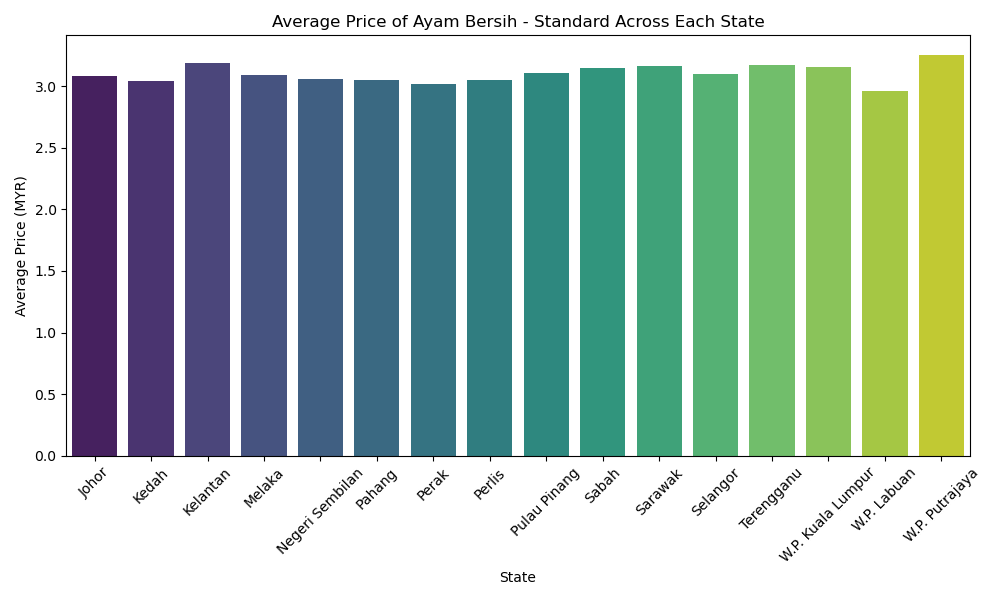 Average Price of Ayam Bersih - Standard Across Each State
Average Price (MYR)
3.0
2.5
2.0
1.5
1.0
0.5
0.0
Johor
Kedah
Kelantan
Melaka
Negeri Sembilan
Pahang
Perak
Perlis
Pulau Pinang
Sabah
Sarawak
Selangor
Terengganu
W.P. Kuala Lumpur
W.P. Labuan
W.P. Putrajaya
State